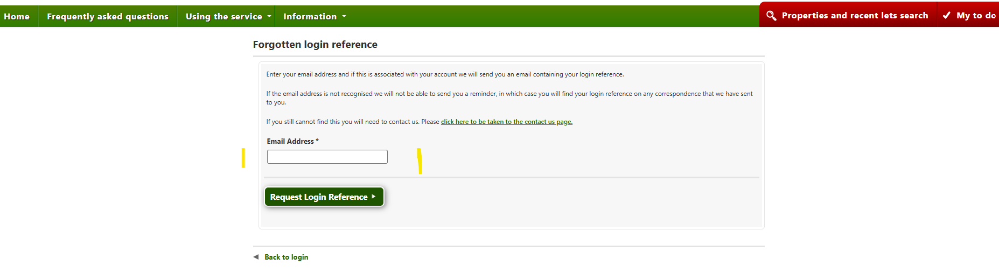 Home Frequently asked questions Using the service Information Properties and recent lets search My to do
Forgotten login reference
Enter your email address and if this is associated with your account we will send you an email containing your login reference.
If the email address is not recognised we will not be able to send you a reminder, in which case you will find your login reference on any correspondence that we have sent
to you.
If you still cannot find this you will need to contact us. Please click here to be taken to the contact us page.
Email Address *
Request Login Reference
Back to login